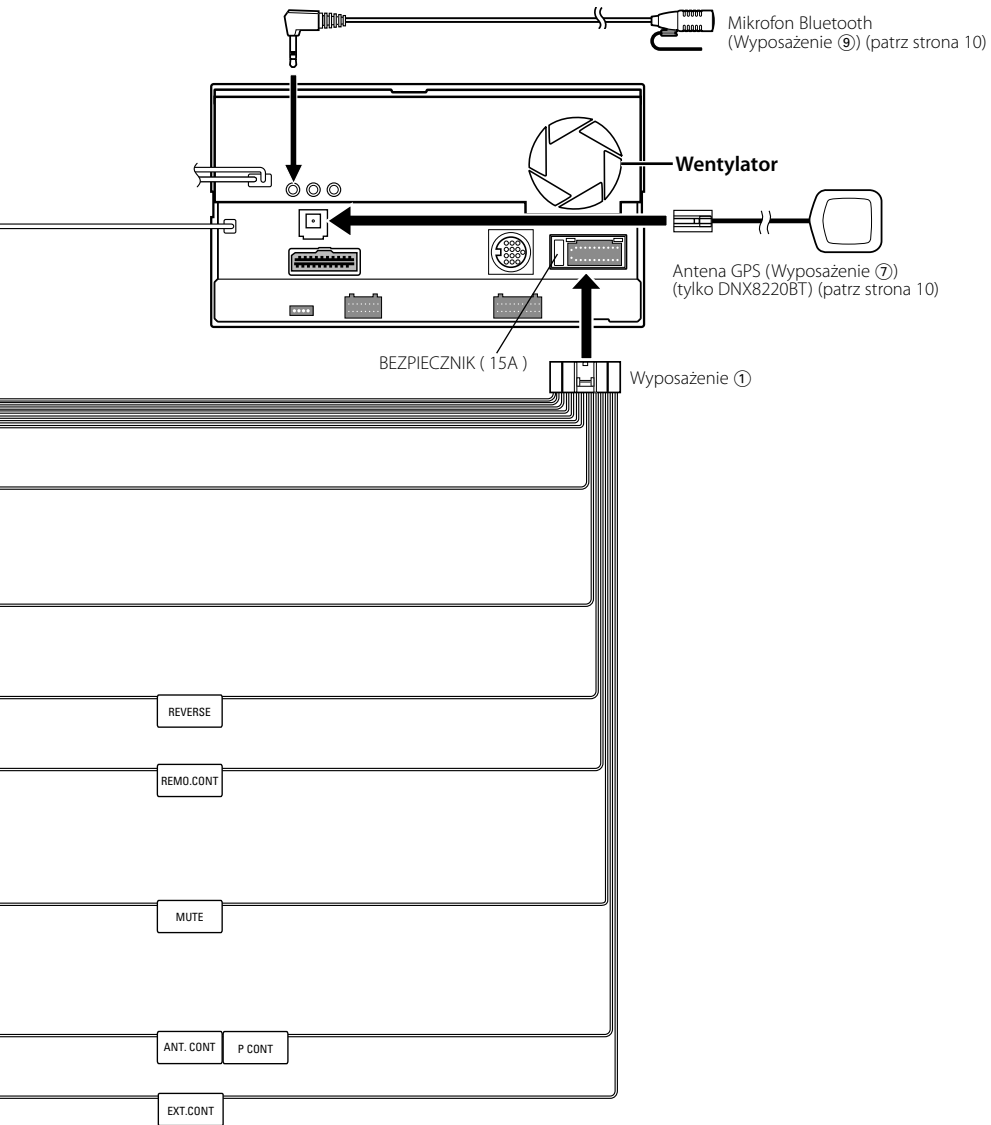 Mikrofon Bluetooth
(Wyposażenie ⑨) (patrz strona 10)
Wentylator
Antena GPS (Wyposażenie ⑦)
(tylko DNX8220BT) (patrz strona 10)
BEZPIECZNIK ( 15A )
Wyposażenie ①
REVERSE
REMO.CONT
MUTE
ANT. CONT P CONT
EXT.CONT